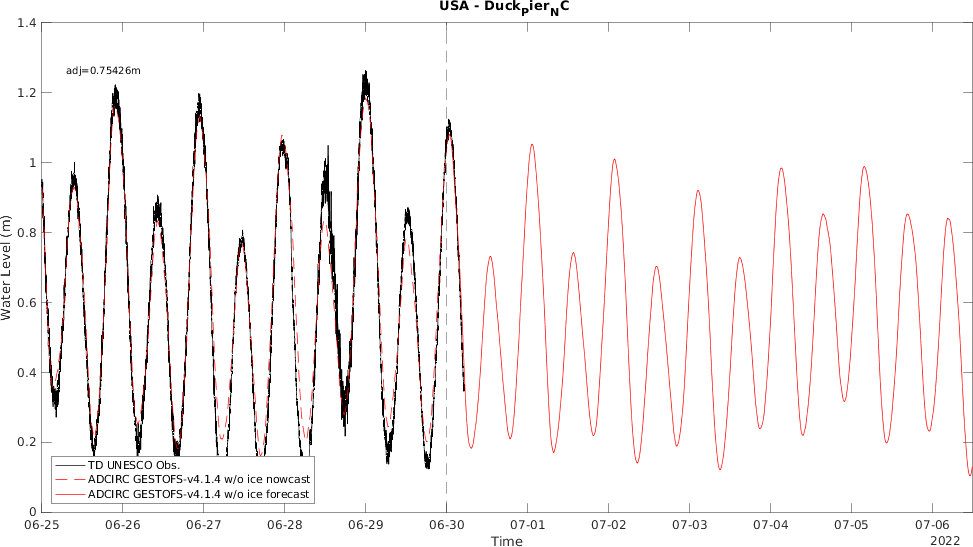 USA - Duck_Pier_NC
1.4
adj=0.75426m
1.2
1
0.8
Water Level (m)
0.6
0.4
0.2
TD UNESCO Obs.
ADCIRC GESTOFS-v4.1.4 w/o ice nowcast
ADCIRC GESTOFS-v4.1.4 w/o ice forecast
0
06-25 06-26 06-27 06-28 06-29 06-30 07-01 07-02 07-03 07-04 07-05 07-06
Time
2022